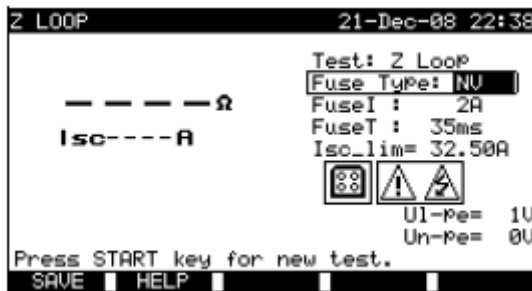 Z LOOP 21-Dec-08 22:38
Test: Z Loop
Fuse Type: NV
– – – –Ω
FuseI : 2A
Isc----A
FuseT : 35ms
Isc_lim= 32.50A
Ul-pe= 1V
Un-pe= 0V
Press START key for new test.
SAVE HELP